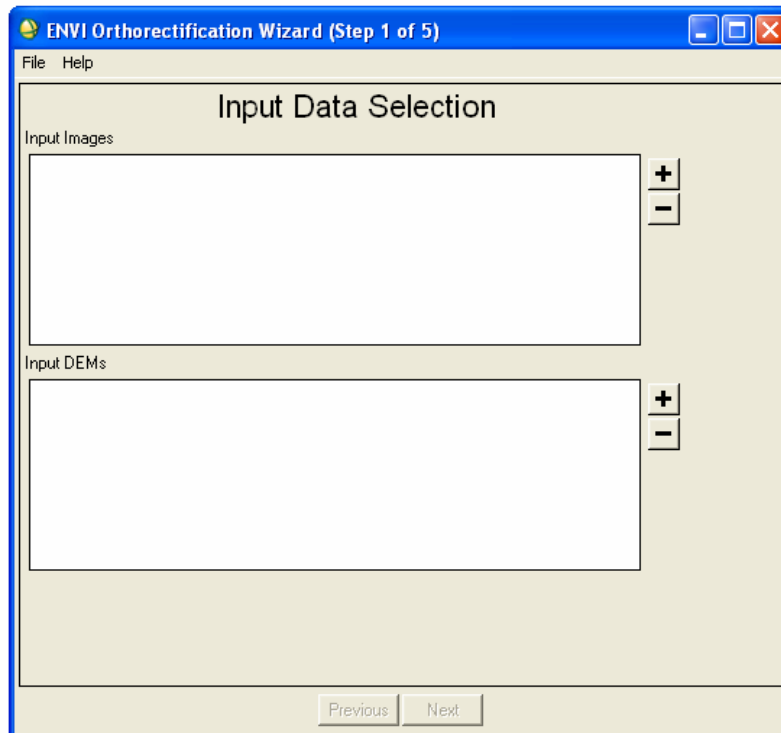 ENVI Orthorectification Wizard (Step 1 of 5)
File Help
Input Data Selection
Input Images
+
−
Input DEMs
+
−
Previous Next